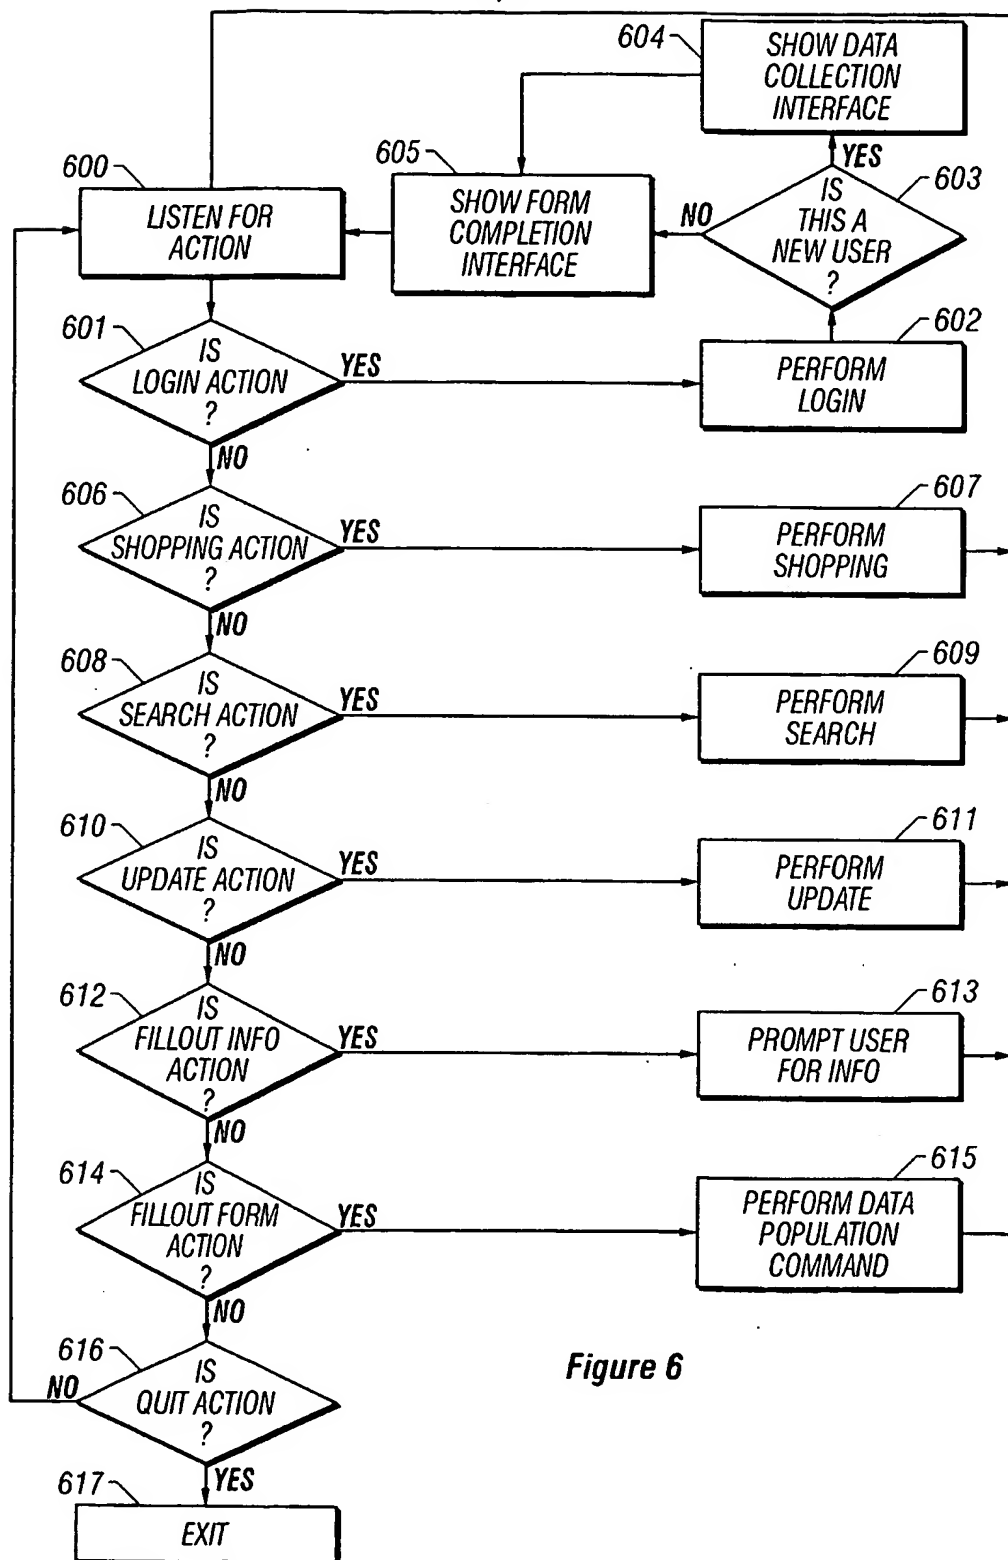 604
SHOW DATA
COLLECTION
INTERFACE
600
LISTEN FOR
ACTION
605
SHOW FORM
COMPLETION
INTERFACE
YES
NO
IS
THIS A
NEW USER
?
603
601
IS
LOGIN ACTION
?
YES
NO
602
PERFORM
LOGIN
606
IS
SHOPPING ACTION
?
YES
NO
607
PERFORM
SHOPPING
608
IS
SEARCH ACTION
?
YES
NO
609
PERFORM
SEARCH
610
IS
UPDATE ACTION
?
YES
NO
611
PERFORM
UPDATE
612
IS
FILLOUT INFO
ACTION
?
YES
NO
613
PROMPT USER
FOR INFO
614
IS
FILLOUT FORM
ACTION
?
YES
NO
615
PERFORM DATA
POPULATION
COMMAND
616
IS
QUIT ACTION
?
NO
YES
617
EXIT
Figure 6